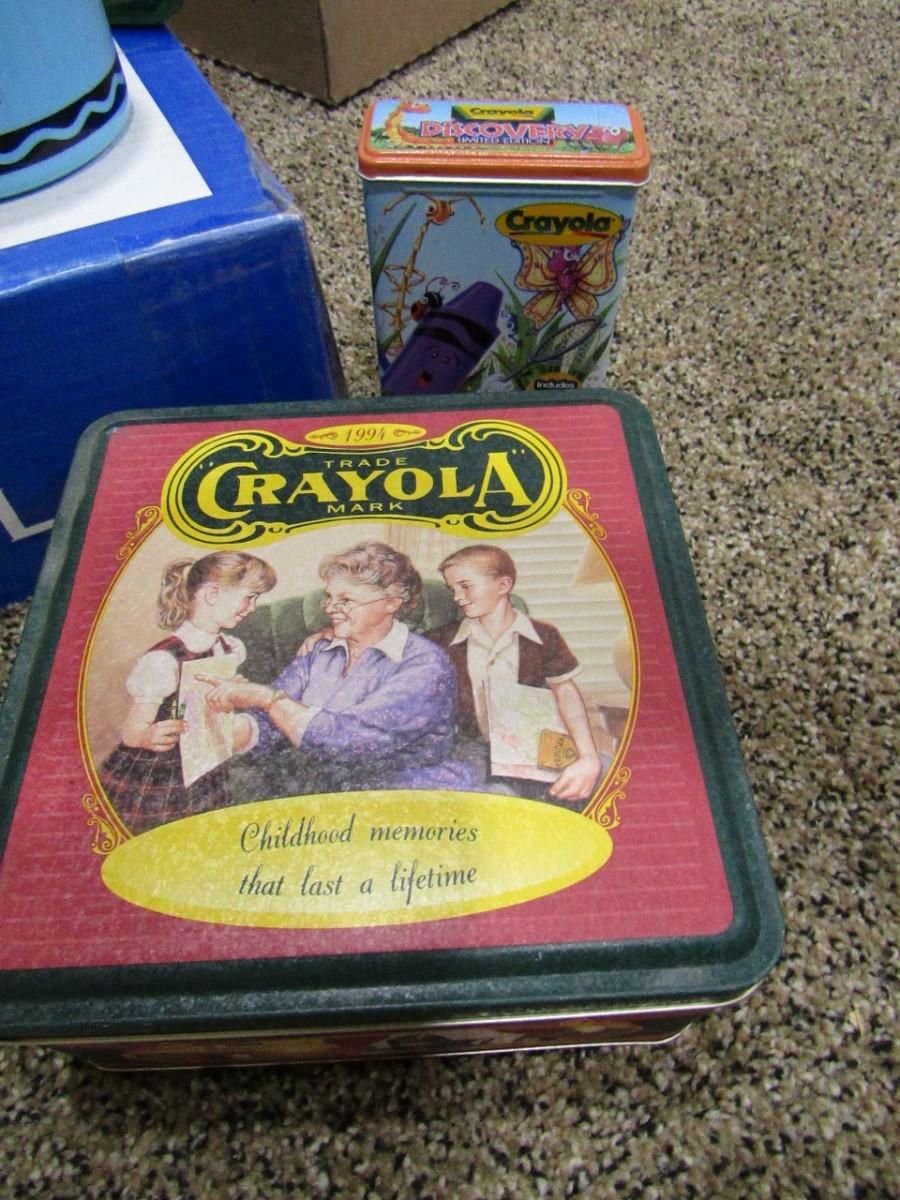 Crayola
DISCOVERY
LIMITED EDITION
Crayola
Includes
1994
TRADE
"CRAYOLA"
MARK
Childhood memories
that last a lifetime